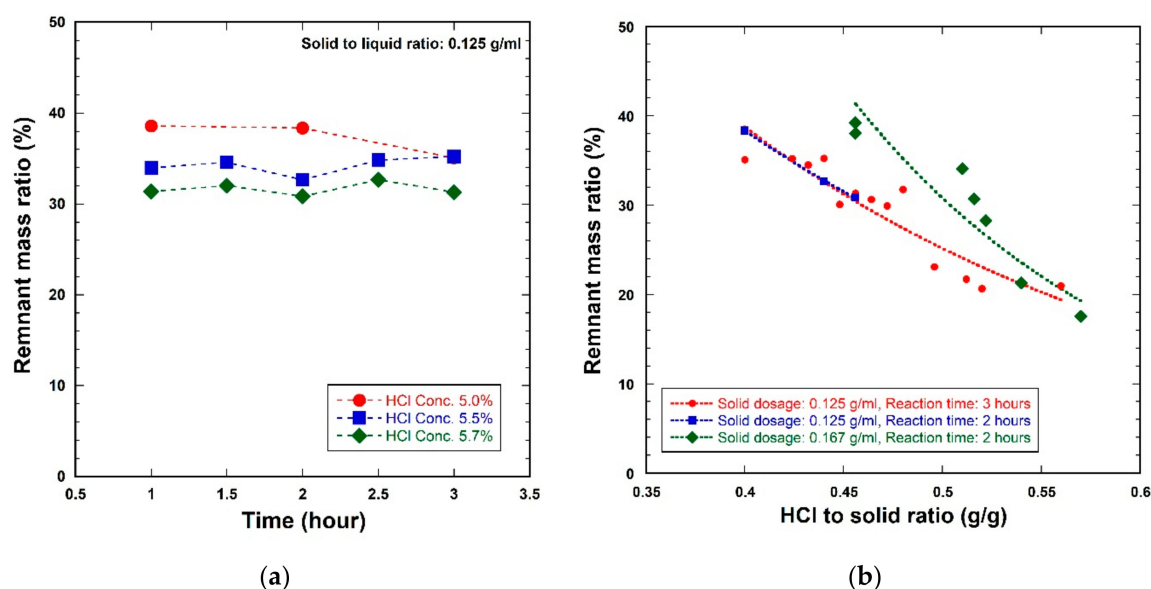 50
40
30
20
10
0
Remnant mass ratio (%)
Solid to liquid ratio: 0.125 g/ml
HCl Conc. 5.0%
HCl Conc. 5.5%
HCl Conc. 5.7%
0.5 1 1.5 2 2.5 3 3.5
Time (hour)
(a)
50
40
30
20
10
0
Remnant mass ratio (%)
Solid dosage: 0.125 g/ml, Reaction time: 3 hours
Solid dosage: 0.125 g/ml, Reaction time: 2 hours
Solid dosage: 0.167 g/ml, Reaction time: 2 hours
0.35 0.4 0.45 0.5 0.55 0.6
HCl to solid ratio (g/g)
(b)